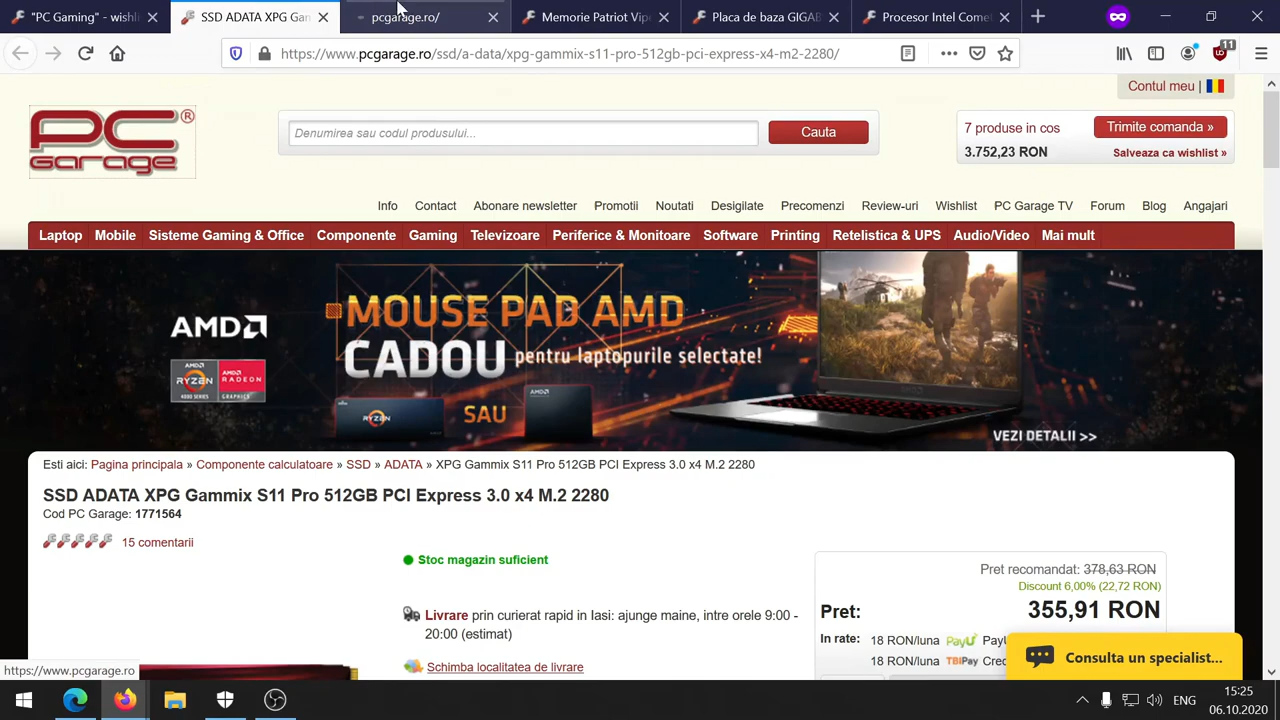 "PC Gaming" - wishli
SSD ADATA XPG Gam
pcgarage.ro/
Memorie Patriot Vipe
Placa de baza GIGAB
Procesor Intel Comet
https://www.pcgarage.ro/ssd/a-data/xpg-gammix-s11-pro-512gb-pci-express-x4-m2-2280/
11
Contul meu |
PC Garage ®
Denumirea sau codul produsului...
Cauta
7 produse in cos
Trimite comanda »
3.752,23 RON
Salveaza ca wishlist »
Info Contact Abonare newsletter Promotii Noutati Desigilate Precomenzi Review-uri Wishlist PC Garage TV Forum Blog Angajari
Laptop Mobile Sisteme Gaming & Office Componente Gaming Televizoare Periferice & Monitoare Software Printing Retelistica & UPS Audio/Video Mai mult
AMD
MOUSE PAD AMD
CADOU pentru laptopurile selectate!
AMD RYZEN 4000 SERIES
AMD RADEON GRAPHICS
RYZEN
SAU
AMD
VEZI DETALII >>
Esti aici: Pagina principala » Componente calculatoare » SSD » ADATA » XPG Gammix S11 Pro 512GB PCI Express 3.0 x4 M.2 2280
SSD ADATA XPG Gammix S11 Pro 512GB PCI Express 3.0 x4 M.2 2280
Cod PC Garage: 1771564
15 comentarii
Stoc magazin suficient
Pret recomandat: 378,63 RON
Discount 6,00% (22,72 RON)
Pret: 355,91 RON
Livrare prin curierat rapid in Iasi: ajunge maine, intre orele 9:00 -
20:00 (estimat)
In rate: 18 RON/luna PayU PayU
18 RON/luna TBIPay Cred
Schimba localitatea de livrare
Consulta un specialist...
https://www.pcgarage.ro
ENG
15:25
06.10.2020